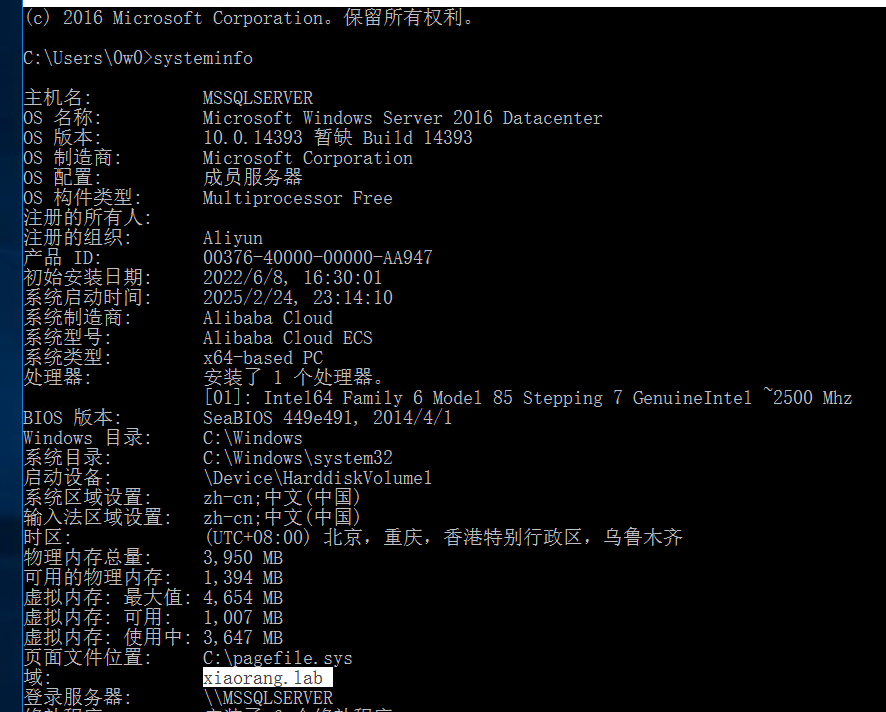 (c) 2016 Microsoft Corporation。保留所有权利。
C:\Users\0w0>systeminfo
主机名: MSSQLSERVER
OS 名称: Microsoft Windows Server 2016 Datacenter
OS 版本: 10.0.14393 暂缺 Build 14393
OS 制造商: Microsoft Corporation
OS 配置: 成员服务器
OS 构件类型: Multiprocessor Free
注册的所有人:
注册的组织: Aliyun
产品 ID: 00376-40000-00000-AA947
初始安装日期: 2022/6/8, 16:30:01
系统启动时间: 2025/2/24, 23:14:10
系统制造商: Alibaba Cloud
系统型号: Alibaba Cloud ECS
系统类型: x64-based PC
处理器: 安装了 1 个处理器。
[01]: Intel64 Family 6 Model 85 Stepping 7 GenuineIntel ~2500 Mhz
BIOS 版本: SeaBIOS 449e491, 2014/4/1
Windows 目录: C:\Windows
系统目录: C:\Windows\system32
启动设备: \Device\HarddiskVolume1
系统区域设置: zh-cn;中文(中国)
输入法区域设置: zh-cn;中文(中国)
时区: (UTC+08:00) 北京，重庆，香港特别行政区，乌鲁木齐
物理内存总量: 3,950 MB
可用的物理内存: 1,394 MB
虚拟内存: 最大值: 4,654 MB
虚拟内存: 可用: 1,007 MB
虚拟内存: 使用中: 3,647 MB
页面文件位置: C:\pagefile.sys
域: xiaorang.lab
登录服务器: \\MSSQLSERVER